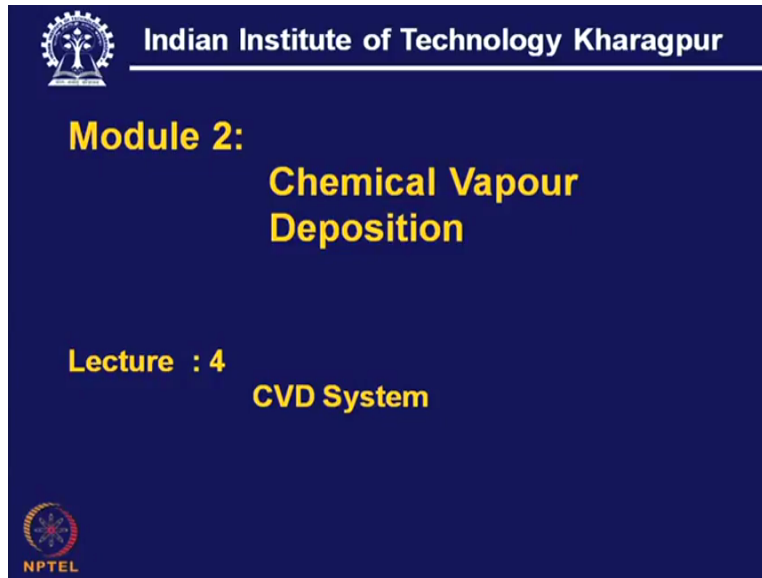 Indian Institute of Technology Kharagpur
Module 2:
Chemical Vapour
Deposition
Lecture : 4
CVD System
NPTEL